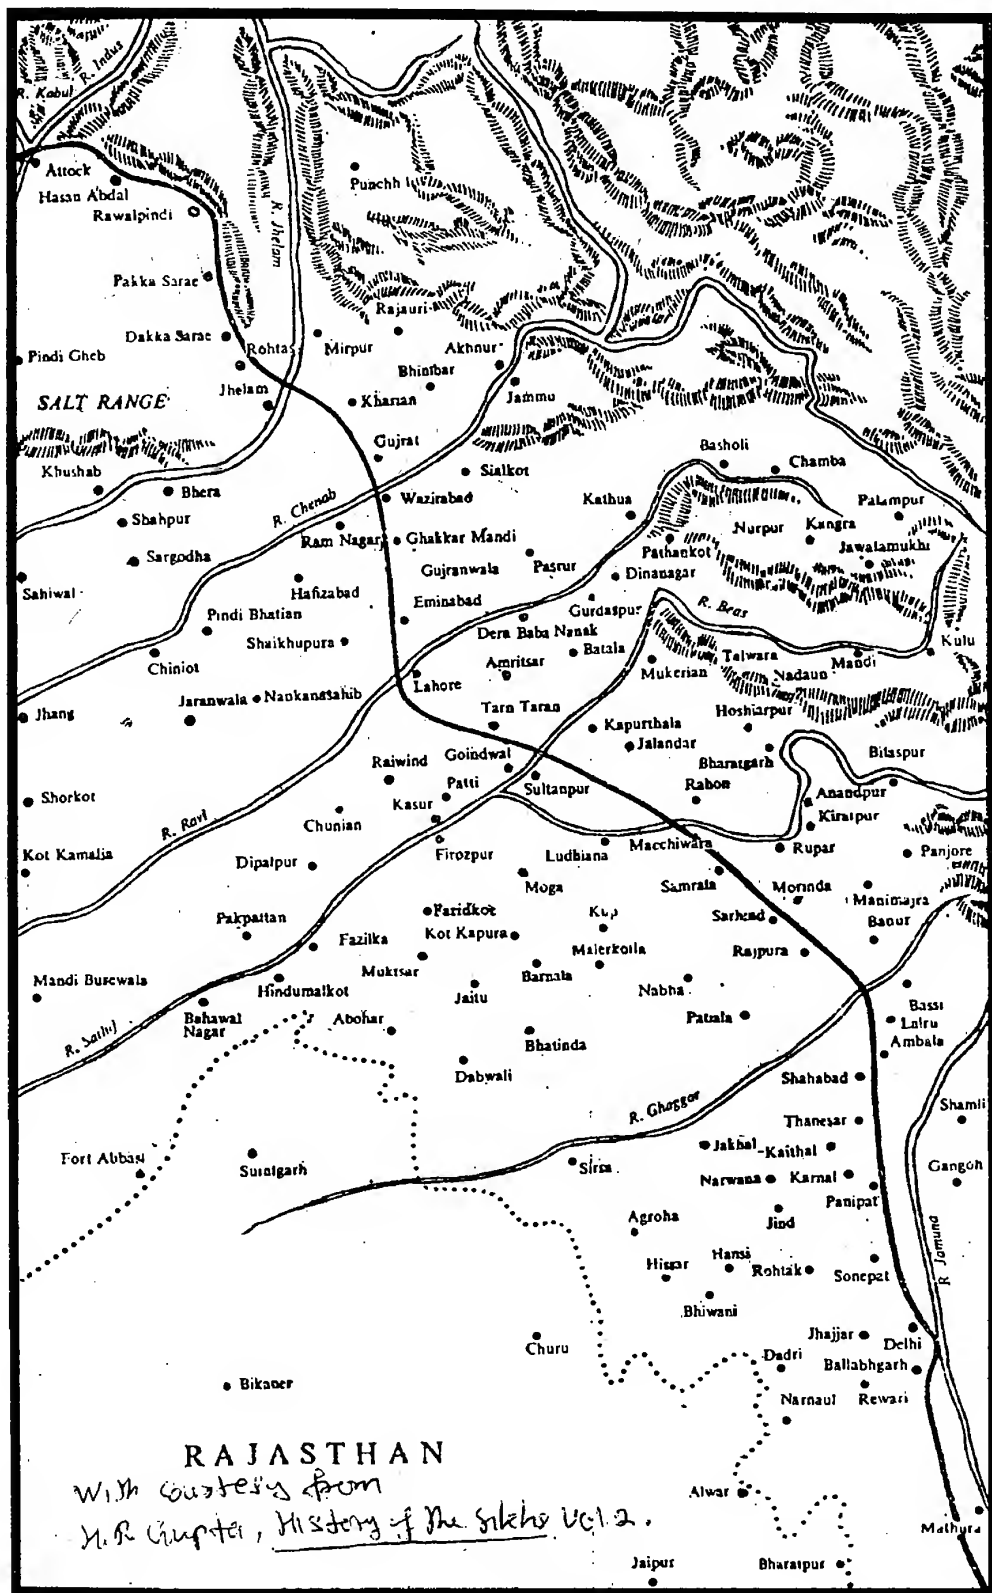 R. Indus
R. Kabul
Attock
Hasan Abdal
Rawalpindi
Punchh
R. Jhelam
Pakka Sarae
Rajauri
Dakka Sarae
Rohtas
Mirpur
Akhnur
Pindi Gheb
Bhimbar
Jhelam
Kharian
Jammu
SALT RANGE
Gujrat
Basholi
Khushab
Sialkot
Chamba
Bhera
R. Chenab
Wazirabad
Kathua
Palampur
Shahpur
Nurpur
Kangra
Ram Nagar
Ghakkar Mandi
Pathankot
Jawalamukhi
Sargodha
Gujranwala
Pasrur
Dinanagar
Sahiwal
Hafizabad
Eminabad
Gurdaspur
R. Beas
Pindi Bhatian
Dera Baba Nanak
Shaikhupura
Batala
Kulu
Chiniot
Amritsar
Mukerian
Talwara
Mandi
Nadaun
Lahore
Jaranwala
Nankana Sahib
Jhang
Tarn Taran
Kapurthala
Hoshiarpur
Jalandar
Goindwal
Bharatgarh
Bilaspur
Raiwind
Patti
Sultanpur
Rahon
Anandpur
Shorkot
Kasur
Kiratpur
R. Ravi
Chunian
Macchiwara
Kot Kamalia
Dipalpur
Firozpur
Ludhiana
Rupar
Panjore
Moga
Samrala
Morinda
Manimajra
Faridkot
Kup
Sarhend
Banur
Pakpattan
Fazilka
Kot Kapura
Malerkotla
Rajpura
Mandi Burewala
Muktsar
Barnala
Hindumalkot
Jaitu
Nabha
Bassi
Bahawal
Nagar
Abohar
Patiala
Lalru
R. Satluj
Bhatinda
Ambala
Dabwali
Shahabad
R. Ghaggar
Shamli
Thanesar
Fort Abbas
Suratgarh
Jakhal
Kaithal
Sirsa
Gangoh
Narwana
Karnal
Panipat
Agroha
Jind
R Jamuna
Hansi
Hissar
Rohtak
Sonepat
Bhiwani
Churu
Jhajjar
Delhi
Dadri
Ballabhgarh
Bikaner
Narnaul
Rewari
RAJASTHAN
With courtesy from
H.R Gupta, History of the Sikhs Vol.2.
Alwar
Mathura
Jaipur
Bharatpur